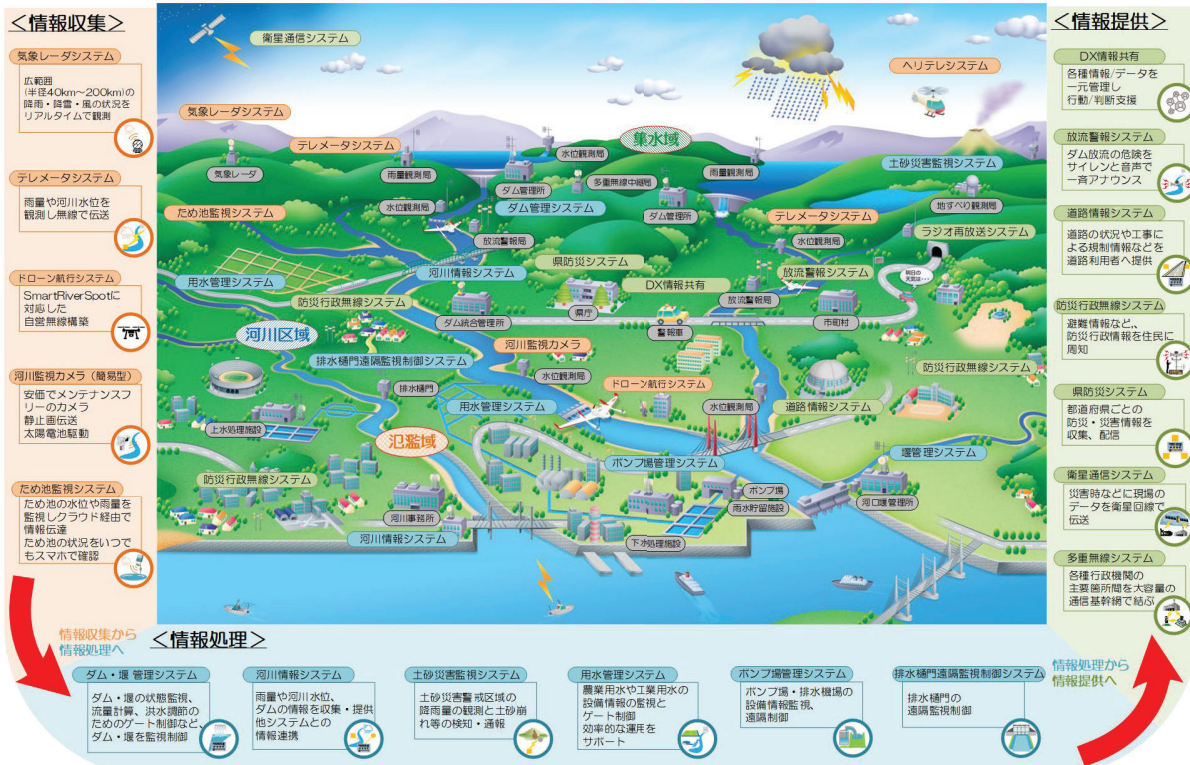 ＜情報収集＞
気象レーダシステム
広範囲
(半径40km～200km)の
降雨・降雪・風の状況を
リアルタイムで観測
テレメータシステム
雨量や河川水位を
観測し無線で伝送
ドローン航行システム
SmartRiverSpotに
対応した
自営無線構築
河川監視カメラ（簡易型）
安価でメンテナンスフ
リーのカメラ
静止画伝送
太陽電池駆動
ため池監視システム
ため池の水位や雨量を
監視しクラウド経由で
情報伝達
ため池の状況をいつで
もスマホで確認
情報収集から
情報処理へ
衛星通信システム
ヘリテレシステム
気象レーダシステム
テレメータシステム
集水域
水位観測局
土砂災害監視システム
気象レーダ
雨量観測局
ダム管理所
多重無線中継局
雨量観測局
ため池監視システム
水位観測局
ダム管理システム
ダム管理所
テレメータシステム
地すべり観測局
放流警報局
水位観測局
ラジオ再放送システム
用水管理システム
河川情報システム
県防災システム
放流警報システム
明日の
天気は…
防災行政無線システム
DX情報共有
放流警報局
県庁
ダム統合管理所
警報車
市町村
河川区域
河川監視カメラ
排水樋門遠隔監視制御システム
水位観測局
防災行政無線システム
排水樋門
ドローン航行システム
用水管理システム
水位観測局
道路情報システム
上水処理施設
氾濫域
堰管理システム
ポンプ場管理システム
防災行政無線システム
ポンプ場
河口堰管理所
雨水貯留施設
河川事務所
河川情報システム
下水処理施設
＜情報提供＞
DX情報共有
各種情報/データを
一元管理し
行動/判断支援
放流警報システム
ダム放流の危険を
サイレンと音声で
一斉アナウンス
道路情報システム
道路の状況や工事に
よる規制情報などを
道路利用者へ提供
防災行政無線システム
避難情報など、
防災行政情報を住民に
周知
県防災システム
都道府県ごとの
防災・災害情報を
収集、配信
衛星通信システム
災害時などに現場の
データを衛星回線で
伝送
多重無線システム
各種行政機関の
主要箇所間を大容量の
通信基幹網で結ぶ
＜情報処理＞
ダム・堰 管理システム
ダム・堰の状態監視、
流量計算、洪水調節の
ためのゲート制御など、
ダム・堰を監視制御
河川情報システム
雨量や河川水位、
ダムの情報を収集・提供
他システムとの
情報連携
土砂災害監視システム
土砂災害警戒区域の
降雨量の観測と土砂崩
れ等の検知・通報
用水管理システム
農業用水や工業用水の
設備情報の監視と
ゲート制御
効率的な運用を
サポート
ポンプ場管理システム
ポンプ場・排水機場の
設備情報監視、
遠隔制御
排水樋門遠隔監視制御システム
排水樋門の
遠隔監視制御
情報処理から
情報提供へ